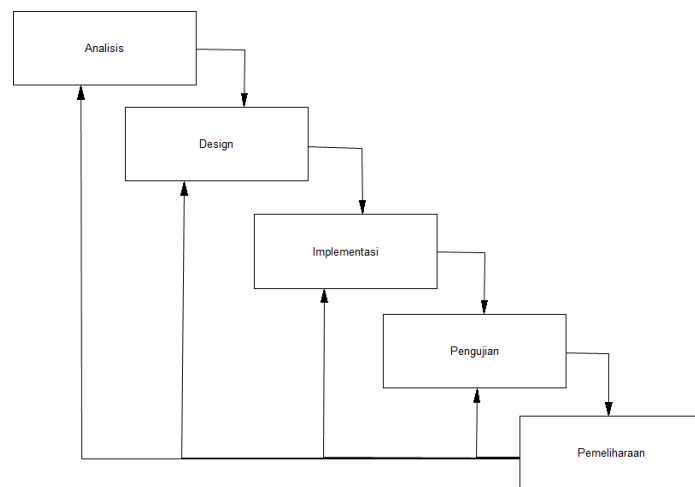 Analisis
Design
Implementasi
Pengujian
Pemeliharaan